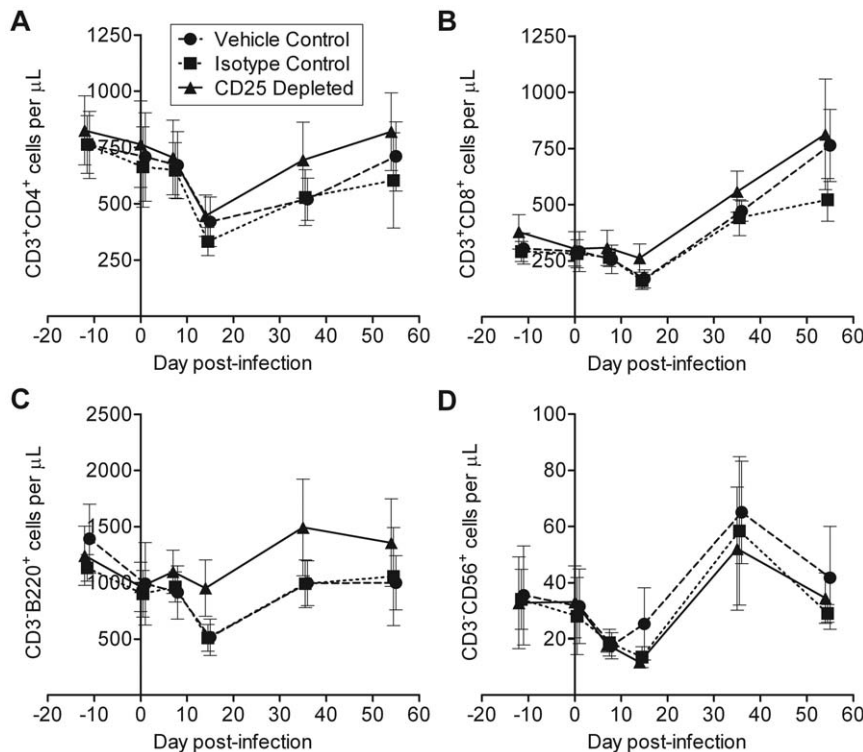 A
1250
1000
750
500
250
CD3+CD4+ cells per μL
-20 -10 0 10 20 30 40 50 60
Day post-infection
Vehicle Control
Isotype Control
CD25 Depleted
B
1250
1000
750
500
250
CD3+CD8+ cells per μL
-20 -10 0 10 20 30 40 50 60
Day post-infection
C
2500
2000
1500
1000
500
CD3-B220+ cells per μL
-20 -10 0 10 20 30 40 50 60
Day post-infection
D
100
80
60
40
20
CD3-CD56+ cells per μL
-20 -10 0 10 20 30 40 50 60
Day post-infection